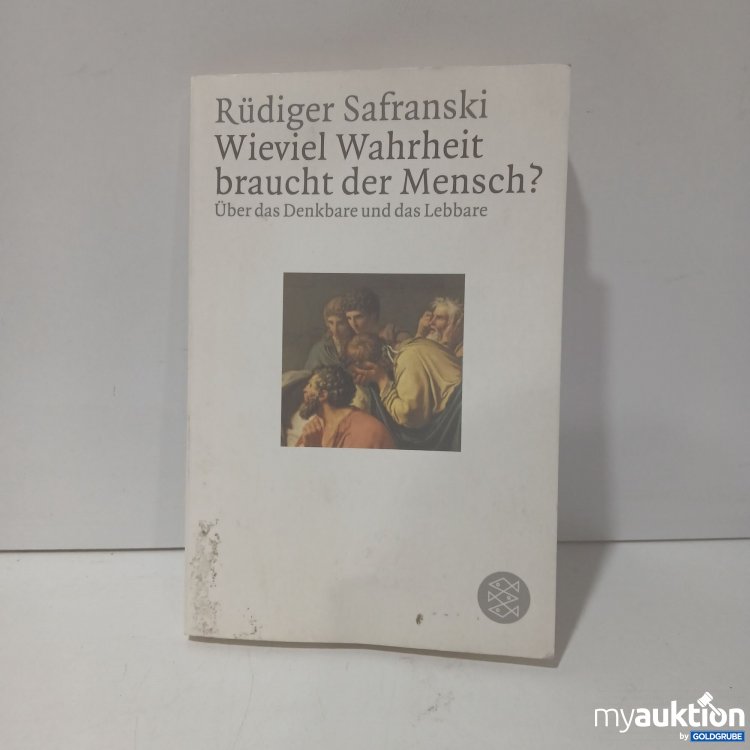 Rüdiger Safranski
Wieviel Wahrheit
braucht der Mensch?
Über das Denkbare und das Lebbare
myauktion
by GOLDGRUBE